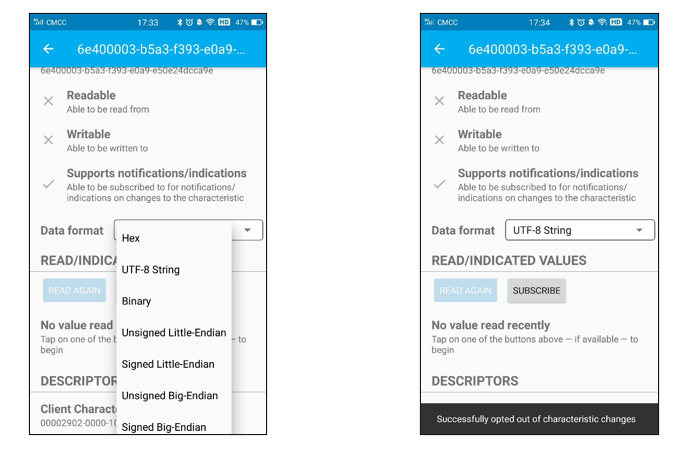 CMCC 17:33 HD 47%
6e400003-b5a3-f393-e0a9-...
6e400003-b5a3-f393-e0a9-e50e24dcca9e
Readable
Able to be read from
Writable
Able to be written to
Supports notifications/indications
Able to be subscribed to for notifications/
indications on changes to the characteristic
Data format
Hex
UTF-8 String
Binary
Unsigned Little-Endian
Signed Little-Endian
Unsigned Big-Endian
Signed Big-Endian
READ/INDICA
READ AGAIN
No value read
Tap on one of the b – to
begin
DESCRIPTOR
Client Charact
00002902-0000-10
CMCC 17:34 HD 47%
6e400003-b5a3-f393-e0a9-...
6e400003-b5a3-f393-e0a9-e50e24dcca9e
Readable
Able to be read from
Writable
Able to be written to
Supports notifications/indications
Able to be subscribed to for notifications/
indications on changes to the characteristic
Data format UTF-8 String
READ/INDICATED VALUES
READ AGAIN SUBSCRIBE
No value read recently
Tap on one of the buttons above – if available – to
begin
DESCRIPTORS
Successfully opted out of characteristic changes